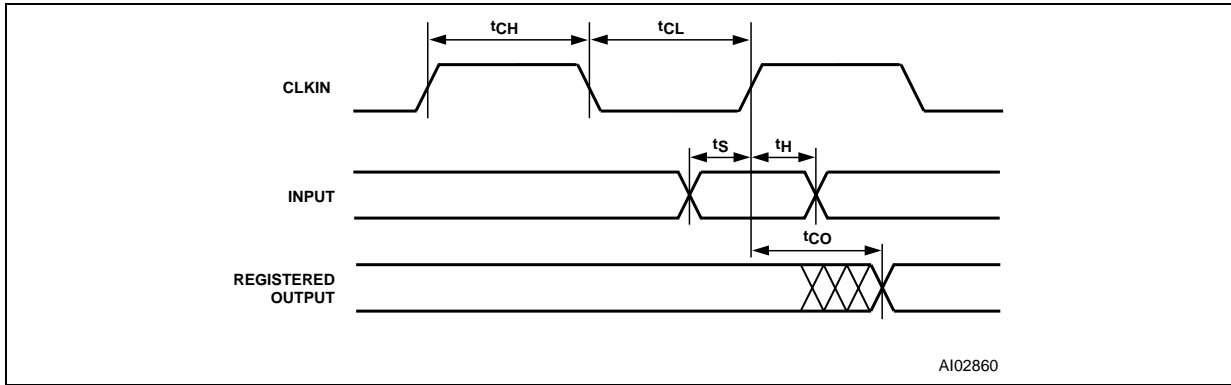 tCH
tCL
CLKIN
tS
tH
INPUT
tCO
REGISTERED
OUTPUT
AI02860